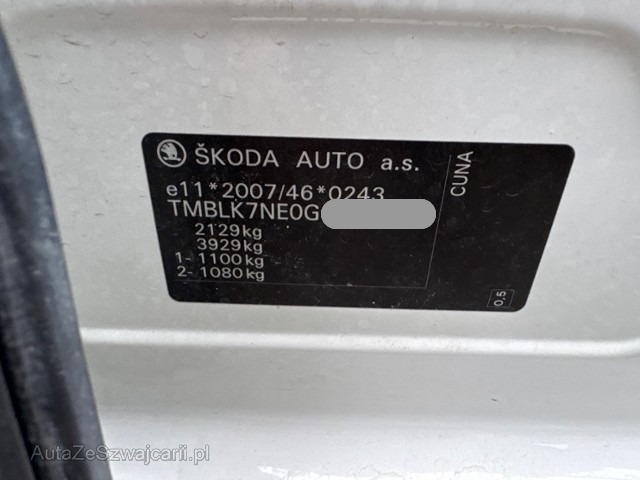 ŠKODA AUTO a.s.
e11*2007/46*0243
TMBLK7NE0G
2129kg
3929kg
1- 1100kg
2- 1080kg
CUNA
0,5
AutaZeSzwajcarii.pl